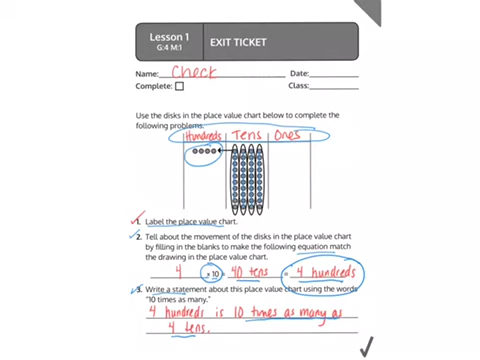 Lesson 1
G:4 M:1
EXIT TICKET
Name: Check Date:
Complete: Class:
Use the disks in the place value chart below to complete the
following problems.
Hundreds Tens Ones
1. Label the place value chart.
2. Tell about the movement of the disks in the place value chart
by filling in the blanks to make the following equation match
the drawing in the place value chart.
4 × 10 = 40 tens = 4 hundreds
3. Write a statement about this place value chart using the words
"10 times as many."
4 hundreds is 10 times as many as
4 tens.